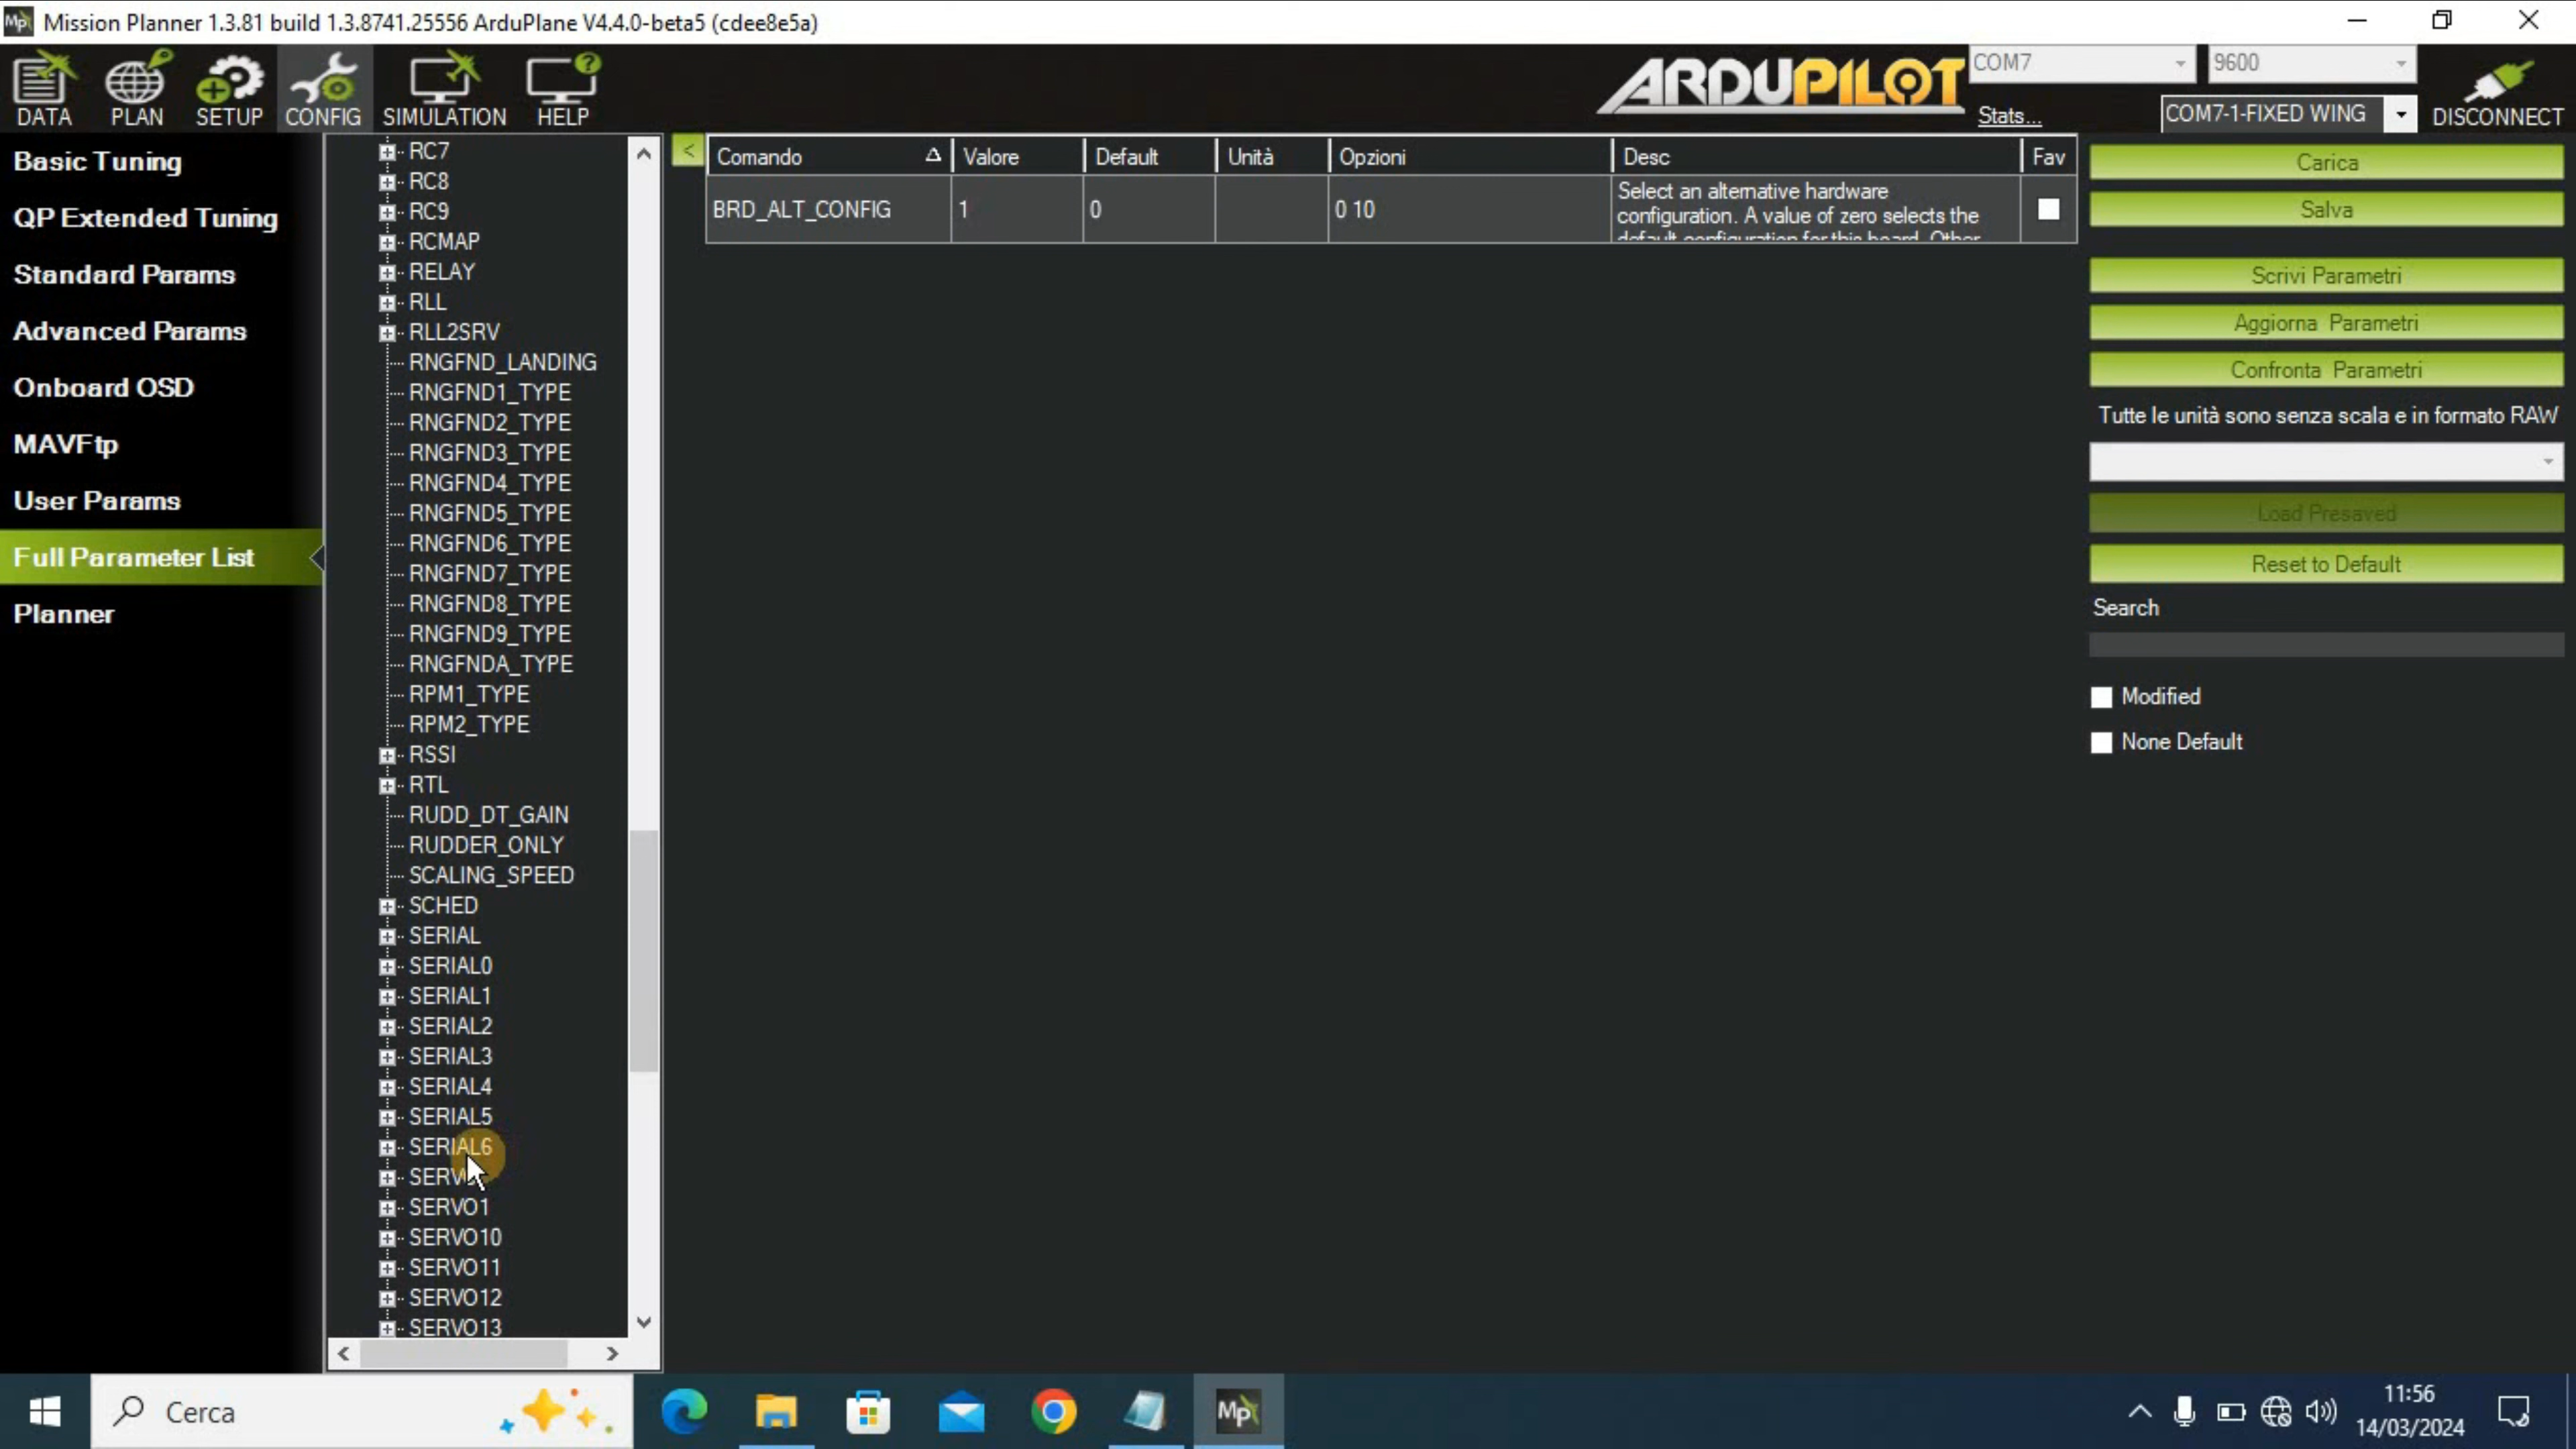 Mission Planner 1.3.81 build 1.3.8741.25556 ArduPlane V4.4.0-beta5 (cdee8e5a)
DATA
PLAN
SETUP
CONFIG
SIMULATION
HELP
ARDUPILOT
COM7
9600
Stats...
COM7-1-FIXED WING
DISCONNECT
Basic Tuning
QP Extended Tuning
Standard Params
Advanced Params
Onboard OSD
MAVFtp
User Params
Full Parameter List
Planner
RC7
RC8
RC9
RCMAP
RELAY
RLL
RLL2SRV
RNGFND_LANDING
RNGFND1_TYPE
RNGFND2_TYPE
RNGFND3_TYPE
RNGFND4_TYPE
RNGFND5_TYPE
RNGFND6_TYPE
RNGFND7_TYPE
RNGFND8_TYPE
RNGFND9_TYPE
RNGFNDA_TYPE
RPM1_TYPE
RPM2_TYPE
RSSI
RTL
RUDD_DT_GAIN
RUDDER_ONLY
SCALING_SPEED
SCHED
SERIAL
SERIAL0
SERIAL1
SERIAL2
SERIAL3
SERIAL4
SERIAL5
SERIAL6
SERVO1
SERVO10
SERVO11
SERVO12
SERVO13
<
Comando Valore Default Unità Opzioni Desc Fav
BRD_ALT_CONFIG 1 0 0 10
Select an alternative hardware
configuration. A value of zero selects the
default configuration for this board. Other
Carica
Salva
Scrivi Parametri
Aggiorna Parametri
Confronta Parametri
Tutte le unità sono senza scala e in formato RAW
Load Presaved
Reset to Default
Search
Modified
None Default
Cerca
Mp
11:56
14/03/2024